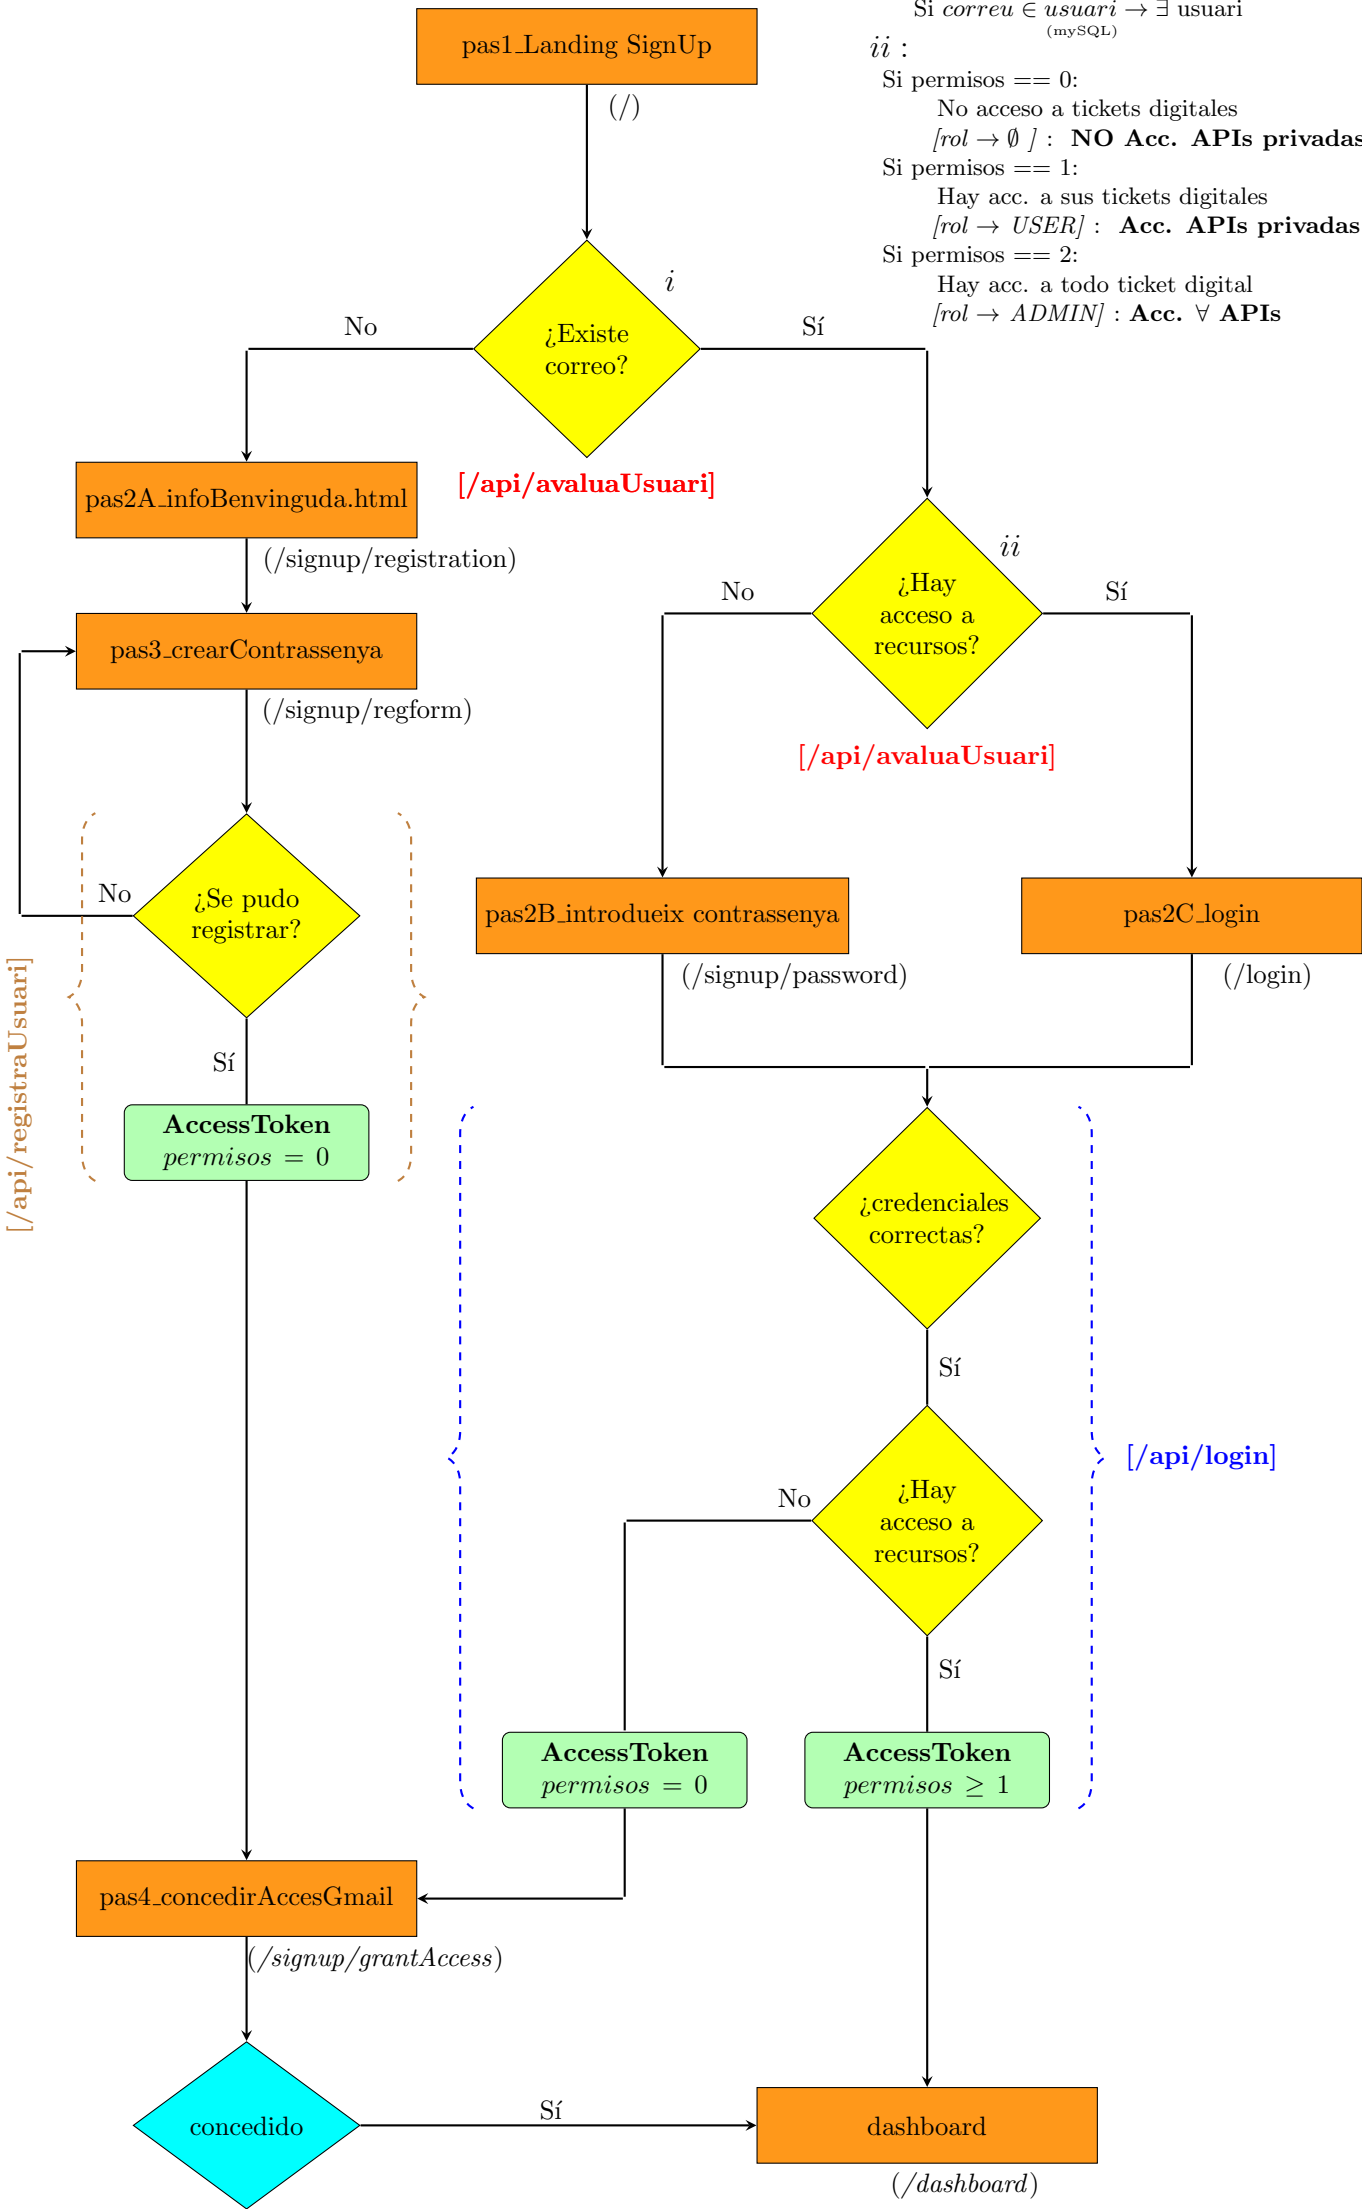 Si correu ∈ usuari → ∃ usuari
(mySQL)
pas1_Landing SignUp
(/)
ii :
Si permisos == 0:
No acceso a tickets digitales
[rol → ∅ ] : NO Acc. APIs privadas
Si permisos == 1:
Hay acc. a sus tickets digitales
[rol → USER] : Acc. APIs privadas
Si permisos == 2:
Hay acc. a todo ticket digital
[rol → ADMIN] : Acc. ∀ APIs
i
No
¿Existe
correo?
Sí
[/api/avaluaUsuari]
pas2A_infoBenvinguda.html
(/signup/registration)
ii
No
¿Hay
acceso a
recursos?
Sí
[/api/avaluaUsuari]
pas3_crearContrassenya
(/signup/regform)
No
¿Se pudo
registrar?
Sí
[/api/registraUsuari]
AccessToken
permisos = 0
pas2B_introdueix contrassenya
(/signup/password)
pas2C_login
(/login)
¿credenciales
correctas?
Sí
[/api/login]
No
¿Hay
acceso a
recursos?
Sí
AccessToken
permisos = 0
AccessToken
permisos ≥ 1
pas4_concedirAccesGmail
(/signup/grantAccess)
concedido
Sí
dashboard
(/dashboard)